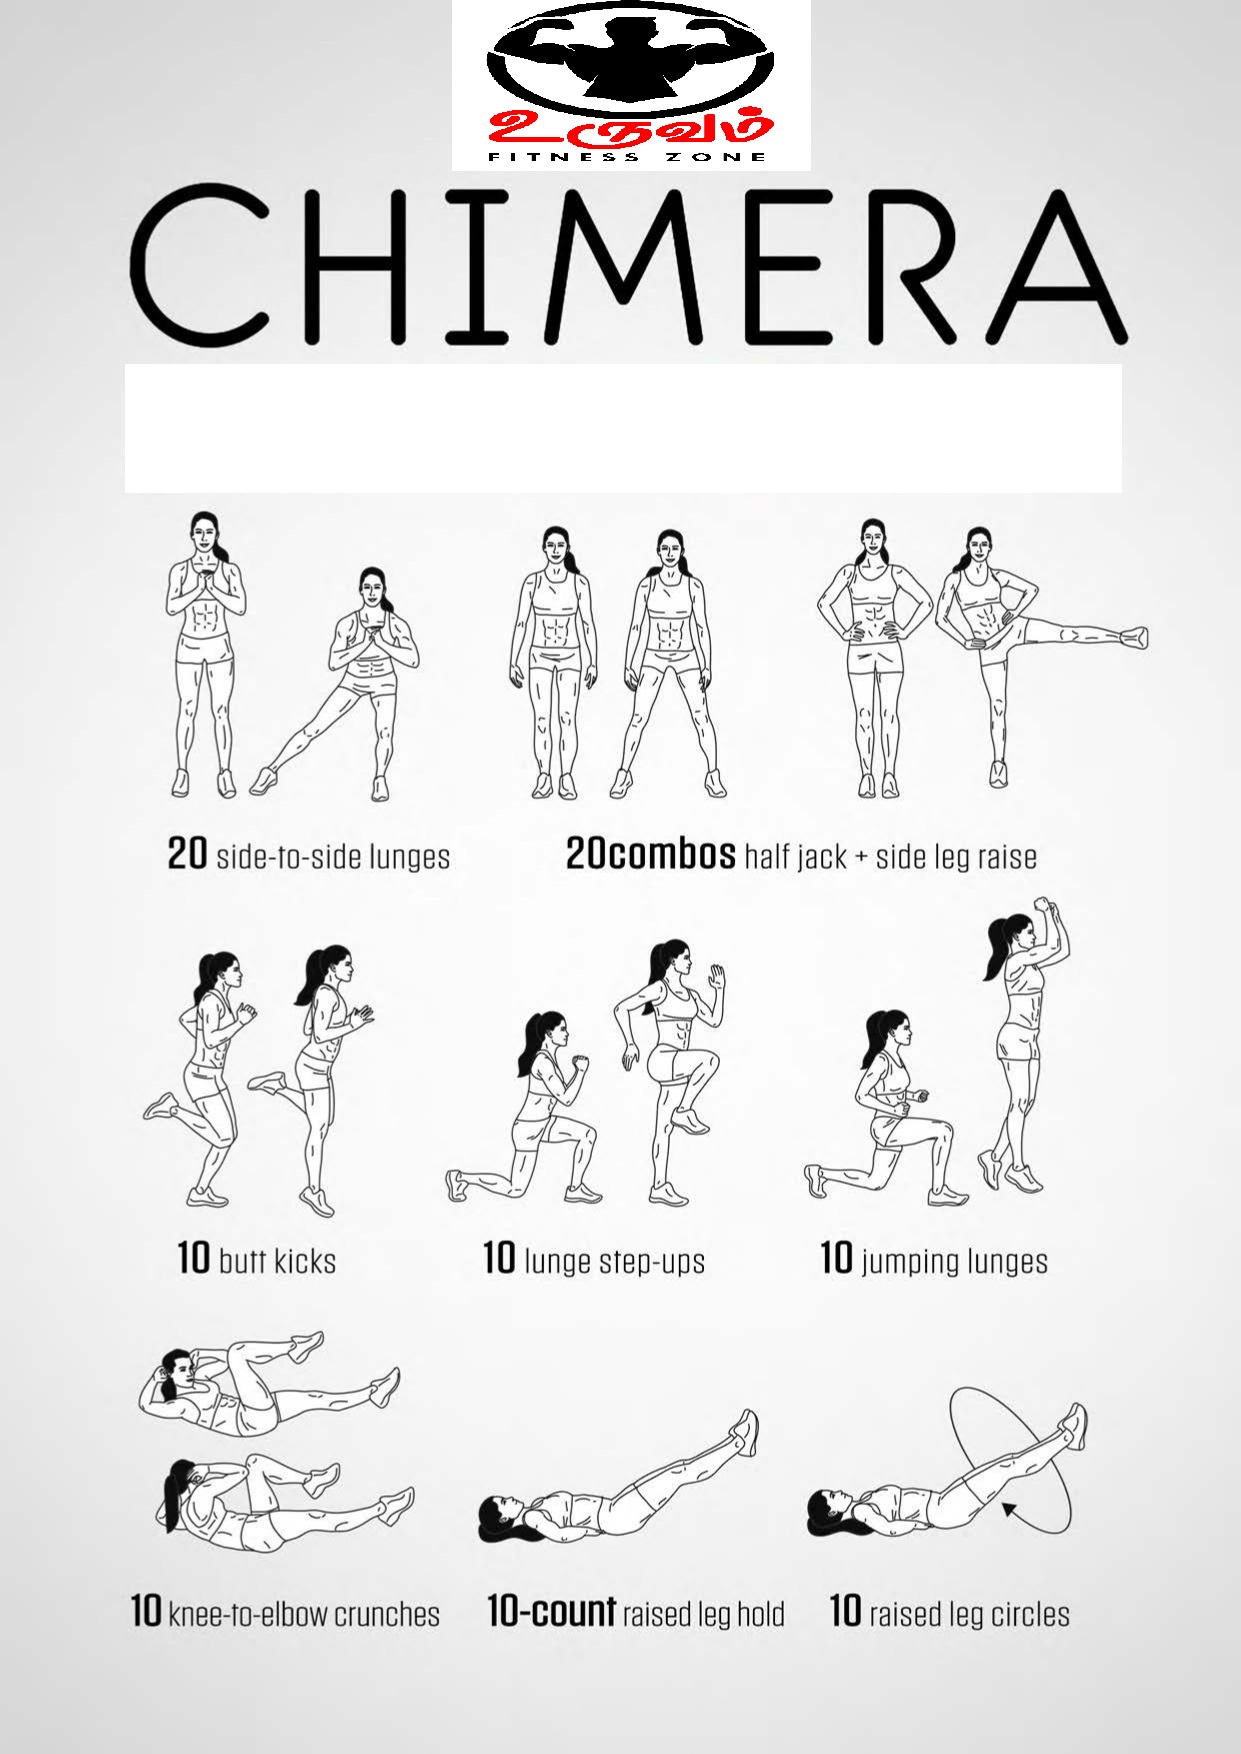 உருவம்
FITNESS ZONE
CHIMERA
20 side-to-side lunges
20combos half jack + side leg raise
10 butt kicks
10 lunge step-ups
10 jumping lunges
10 knee-to-elbow crunches
10-count raised leg hold
10 raised leg circles